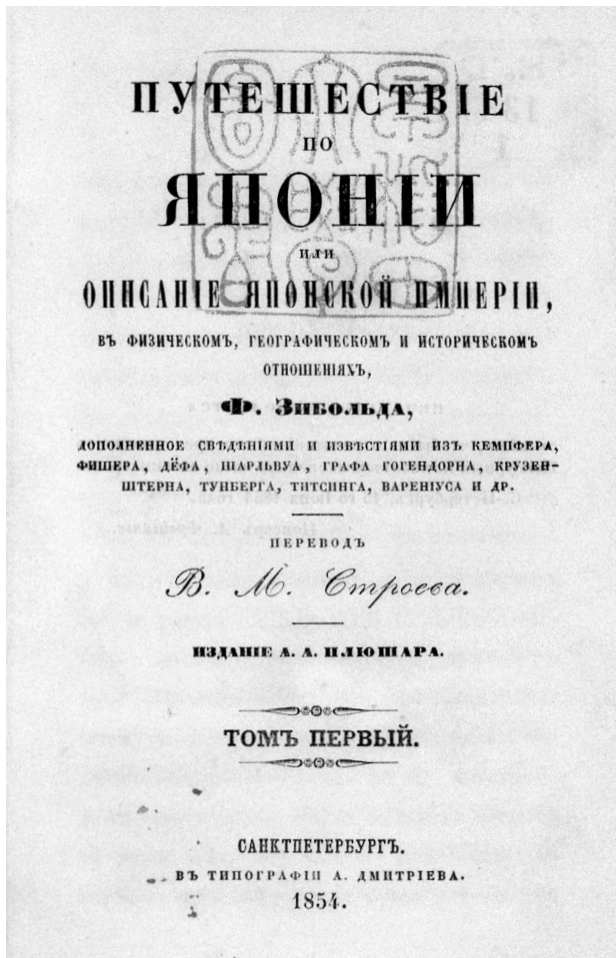 ПУТЕШЕСТВІЕ
ПО
ЯПОНІИ
ИЛИ
ОПИСАНІЕ ЯПОНСКОЙ ИМПЕРІИ,
ВЪ ФИЗИЧЕСКОМЪ, ГЕОГРАФИЧЕСКОМЪ И ИСТОРИЧЕСКОМЪ
ОТНОШЕНІЯХЪ,
Ф. ЗИБОЛЬДА,
ДОПОЛНЕННОЕ СВѢДѢНІЯМИ И ИЗВѢСТІЯМИ ИЗЪ КЕМПФЕРА,
ФИШЕРА, ДЁФА, ШАРЛЬВУА, ГРАФА ГОГЕНДОРНА, КРУЗЕН-
ШТЕРНА, ТУНБЕРГА, ТИТСИНГА, ВАРЕНІУСА И ДР.
ПЕРЕВОДЪ
В. М. Строева.
ИЗДАНІЕ А. А. ПЛЮШАРА.
ТОМЪ ПЕРВЫЙ.
САНКТПЕТЕРБУРГЪ.
ВЪ ТИПОГРАФІИ А. ДМИТРІЕВА.
1854.